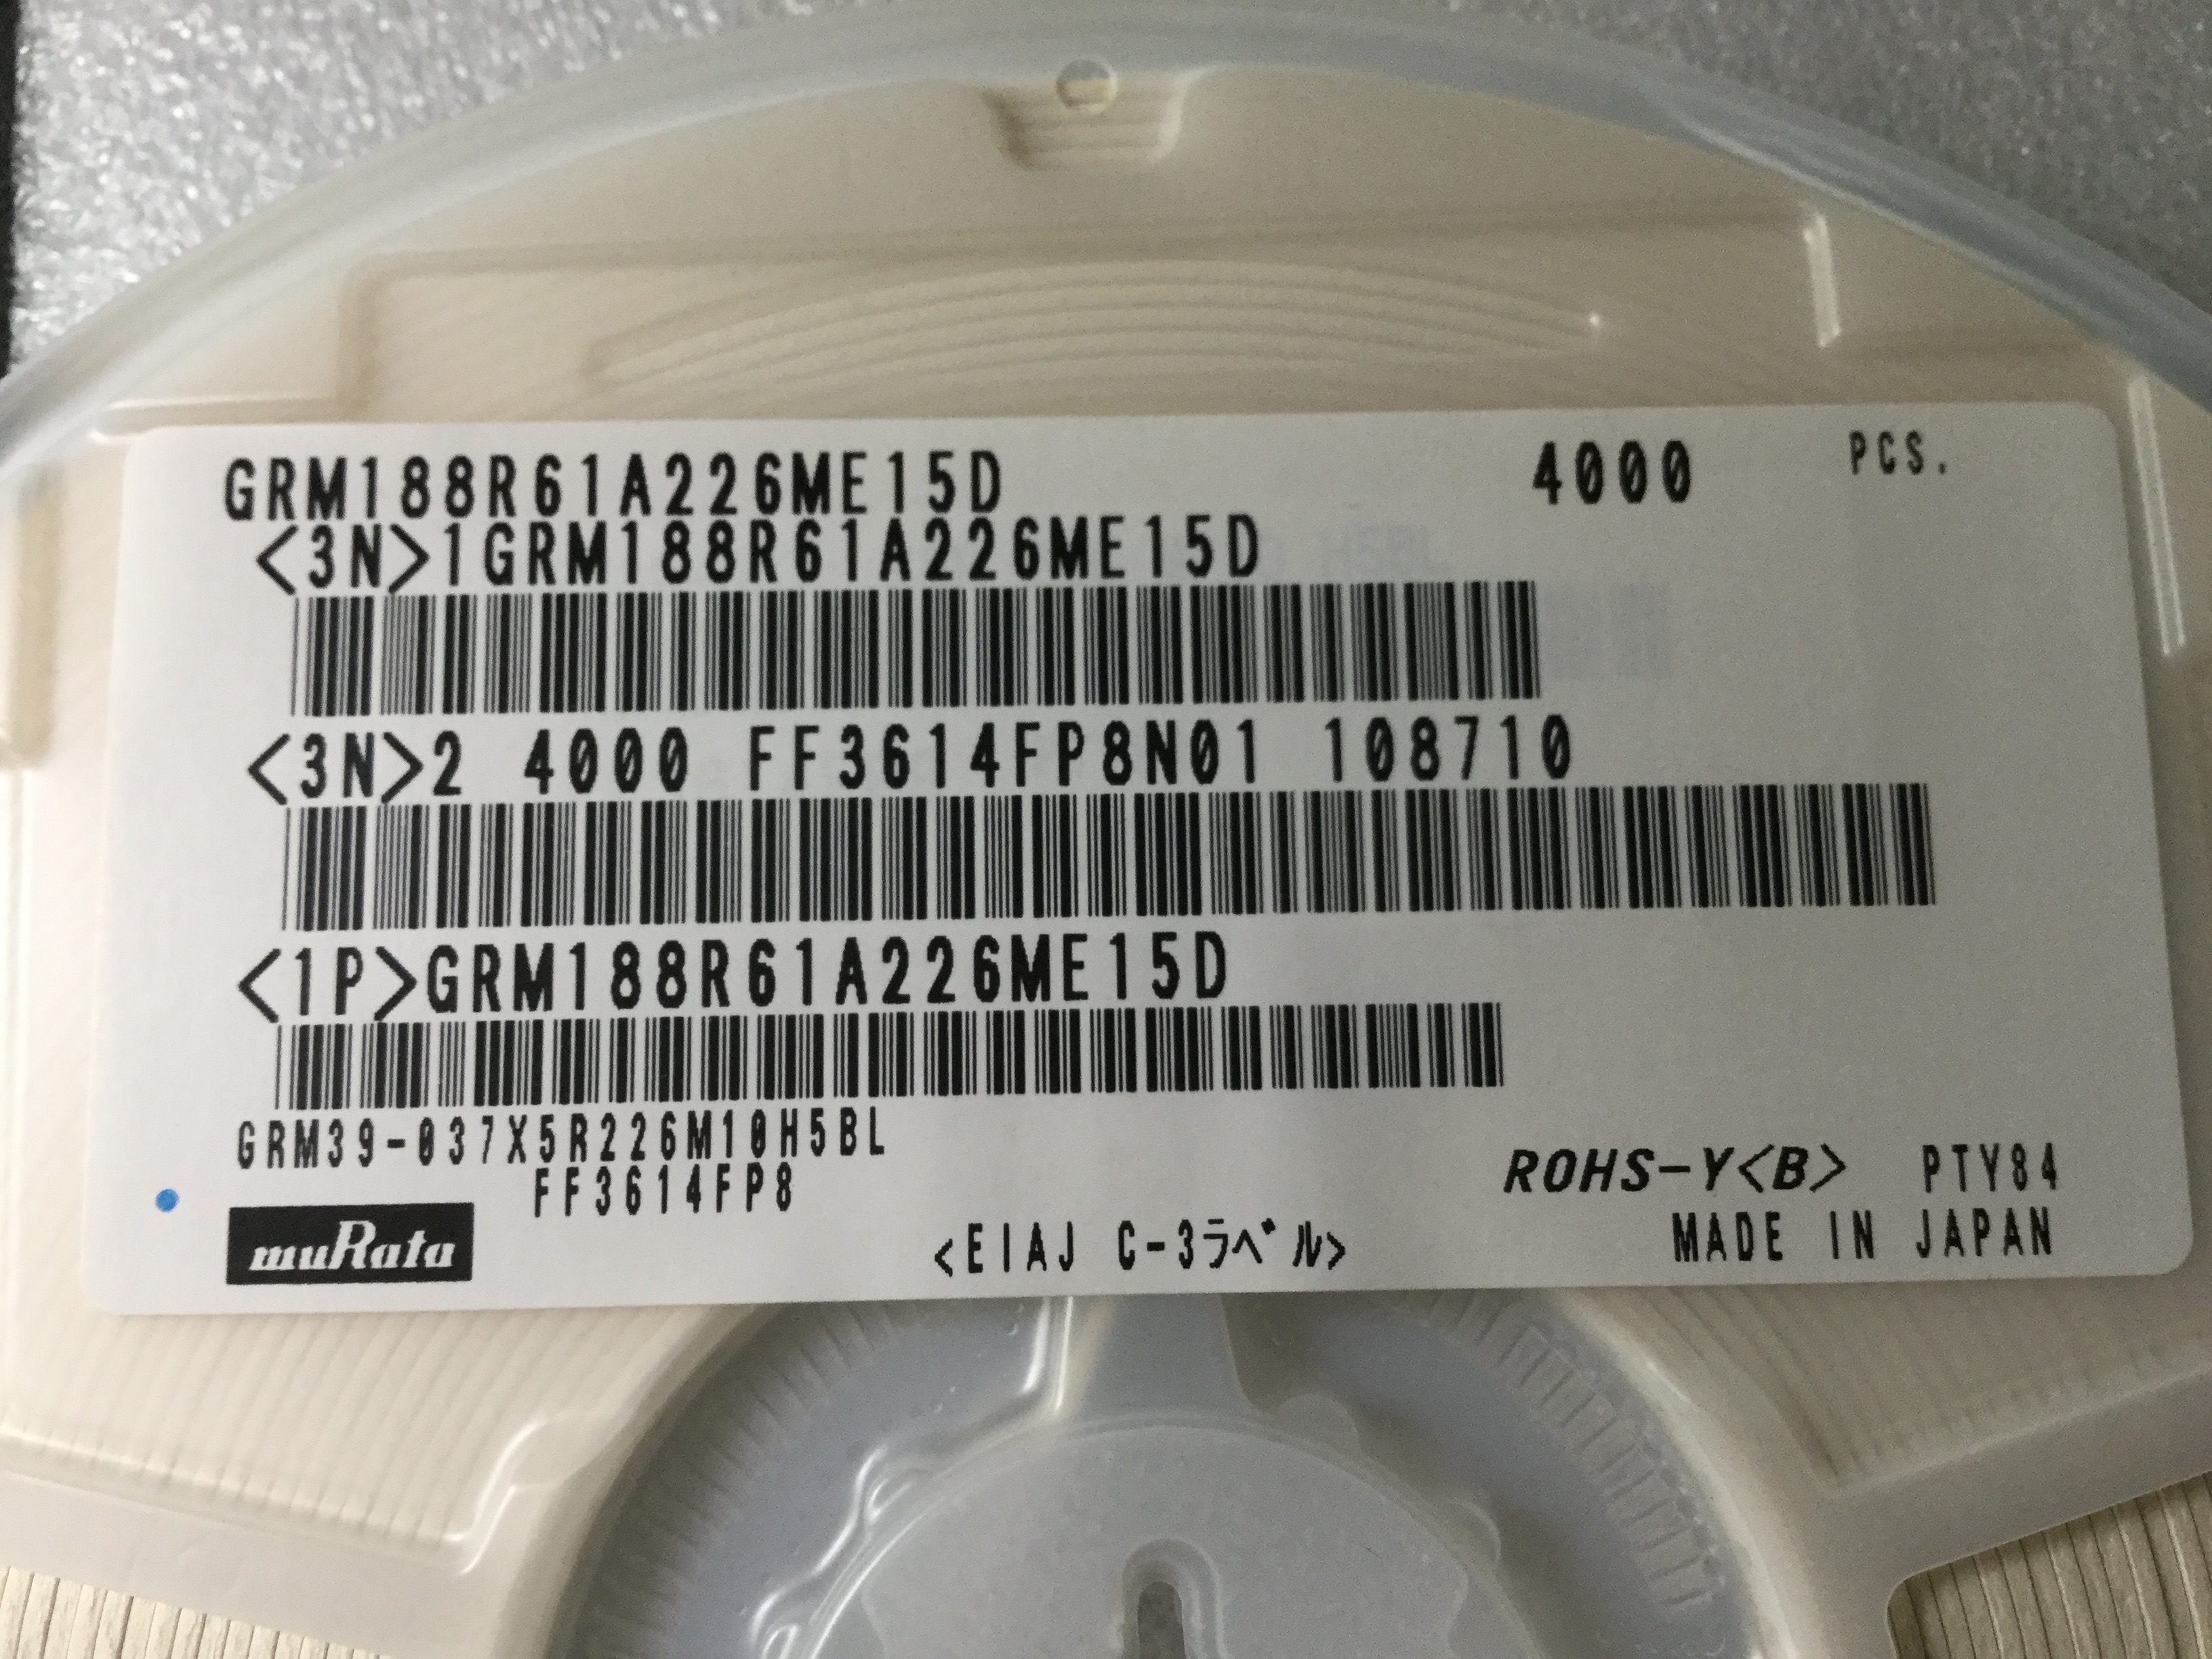 GRM188R61A226ME15D 4000 PCS.
<3N>1GRM188R61A226ME15D
<3N>2 4000 FF3614FP8N01 108710
<1P>GRM188R61A226ME15D
GRM39-037X5R226M10H5BL
FF3614FP8
ROHS-Y<B> PTY84
muRata
<EIAJ C-3ラベル>
MADE IN JAPAN